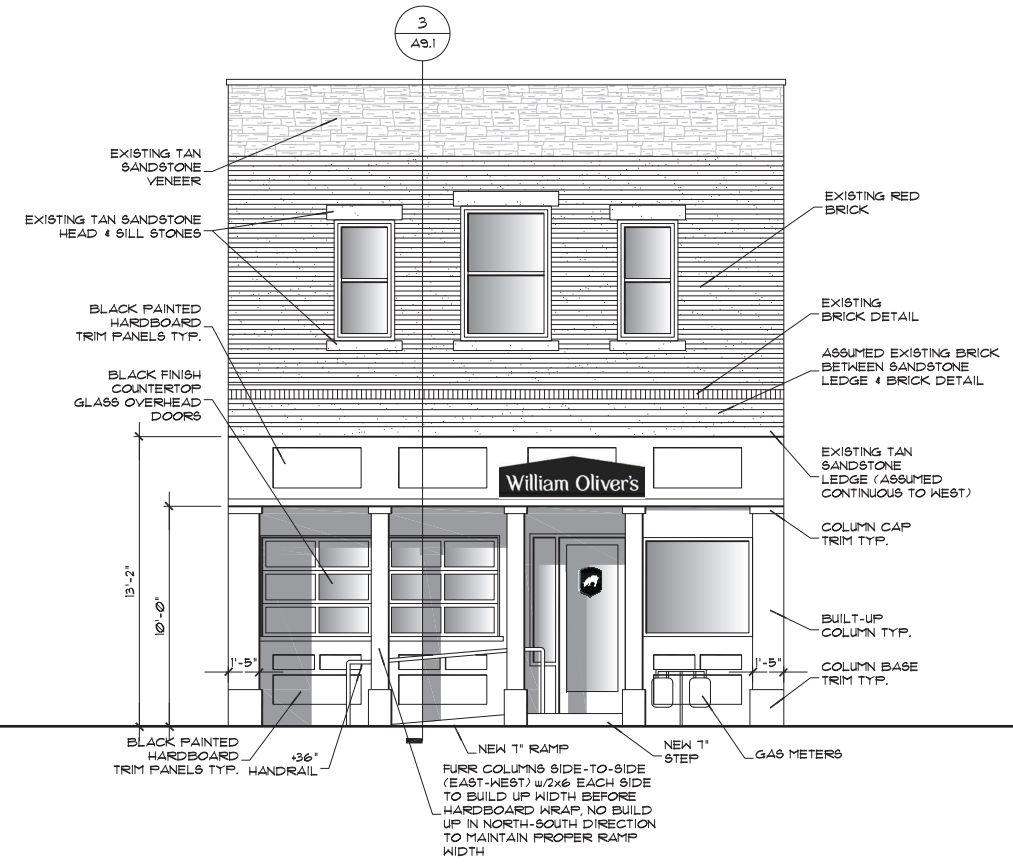 3
A9.1
EXISTING TAN
SANDSTONE
VENEER
EXISTING TAN SANDSTONE
HEAD & SILL STONES
BLACK PAINTED
HARDBOARD
TRIM PANELS TYP.
BLACK FINISH
COUNTERTOP
GLASS OVERHEAD
DOORS
EXISTING RED
BRICK
EXISTING
BRICK DETAIL
ASSUMED EXISTING BRICK
BETWEEN SANDSTONE
LEDGE & BRICK DETAIL
EXISTING TAN
SANDSTONE
LEDGE (ASSUMED
CONTINUOUS TO WEST)
COLUMN CAP
TRIM TYP.
BUILT-UP
COLUMN TYP.
COLUMN BASE
TRIM TYP.
William Oliver's
13'-2"
10'-0"
1'-5"
1'-5"
BLACK PAINTED
HARDBOARD
TRIM PANELS TYP.
+36"
HANDRAIL
NEW 7" RAMP
NEW 7"
STEP
GAS METERS
FURR COLUMNS SIDE-TO-SIDE
(EAST-WEST) w/2x6 EACH SIDE
TO BUILD UP WIDTH BEFORE
HARDBOARD WRAP, NO BUILD
UP IN NORTH-SOUTH DIRECTION
TO MAINTAIN PROPER RAMP
WIDTH